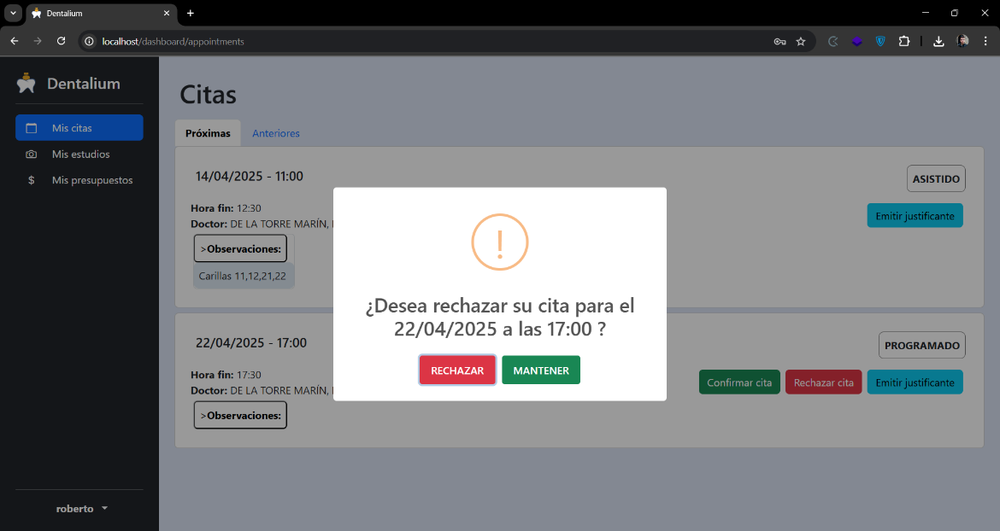 Dentalium
localhost/dashboard/appointments
Dentalium
Mis citas
Mis estudios
Mis presupuestos
roberto
Citas
Próximas
Anteriores
14/04/2025 - 11:00
ASISTIDO
Hora fin: 12:30
Emitir justificante
Doctor: DE LA TORRE MARÍN,
>Observaciones:
Carillas 11,12,21,22
22/04/2025 - 17:00
PROGRAMADO
Hora fin: 17:30
Confirmar cita
Rechazar cita
Emitir justificante
Doctor: DE LA TORRE MARÍN,
>Observaciones:
¿Desea rechazar su cita para el
22/04/2025 a las 17:00 ?
RECHAZAR
MANTENER